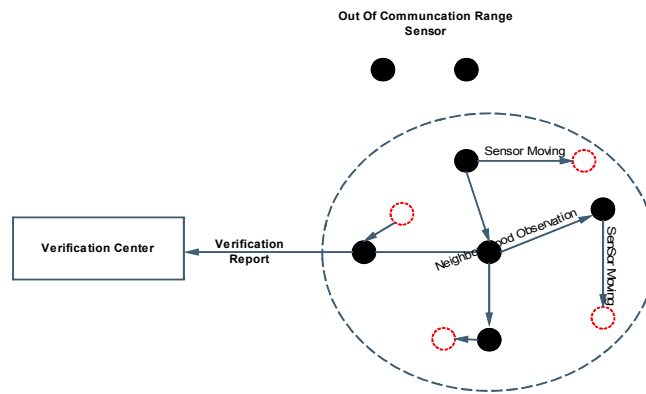 Out Of Communcation Range
Sensor
Sensor Moving
Neighborhood Observation
SenSor Moving
Verification Center
Verification
Report